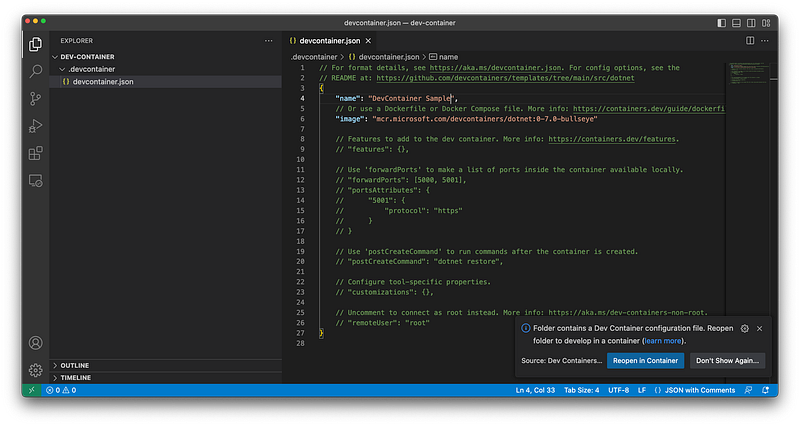 devcontainer.json — dev-container
EXPLORER
DEV-CONTAINER
.devcontainer
{} devcontainer.json
OUTLINE
TIMELINE
{} devcontainer.json
.devcontainer > {} devcontainer.json > name
1 // For format details, see https://aka.ms/devcontainer.json. For config options, see the
2 // README at: https://github.com/devcontainers/templates/tree/main/src/dotnet
3 {
4 "name": "DevContainer Sample",
5 // Or use a Dockerfile or Docker Compose file. More info: https://containers.dev/guide/dockerfi
6 "image": "mcr.microsoft.com/devcontainers/dotnet:0-7.0-bullseye"
7
8 // Features to add to the dev container. More info: https://containers.dev/features.
9 // "features": {},
10
11 // Use 'forwardPorts' to make a list of ports inside the container available locally.
12 // "forwardPorts": [5000, 5001],
13 // "portsAttributes": {
14 // "5001": {
15 // "protocol": "https"
16 // }
17 // }
18
19 // Use 'postCreateCommand' to run commands after the container is created.
20 // "postCreateCommand": "dotnet restore",
21
22 // Configure tool-specific properties.
23 // "customizations": {},
24
25 // Uncomment to connect as root instead. More info: https://aka.ms/dev-containers-non-root.
26 // "remoteUser": "root"
27 }
28
Folder contains a Dev Container configuration file. Reopen
folder to develop in a container (learn more).
Source: Dev Containers... Reopen in Container Don't Show Again...
0 0 Ln 4, Col 33 Tab Size: 4 UTF-8 LF {} JSON with Comments